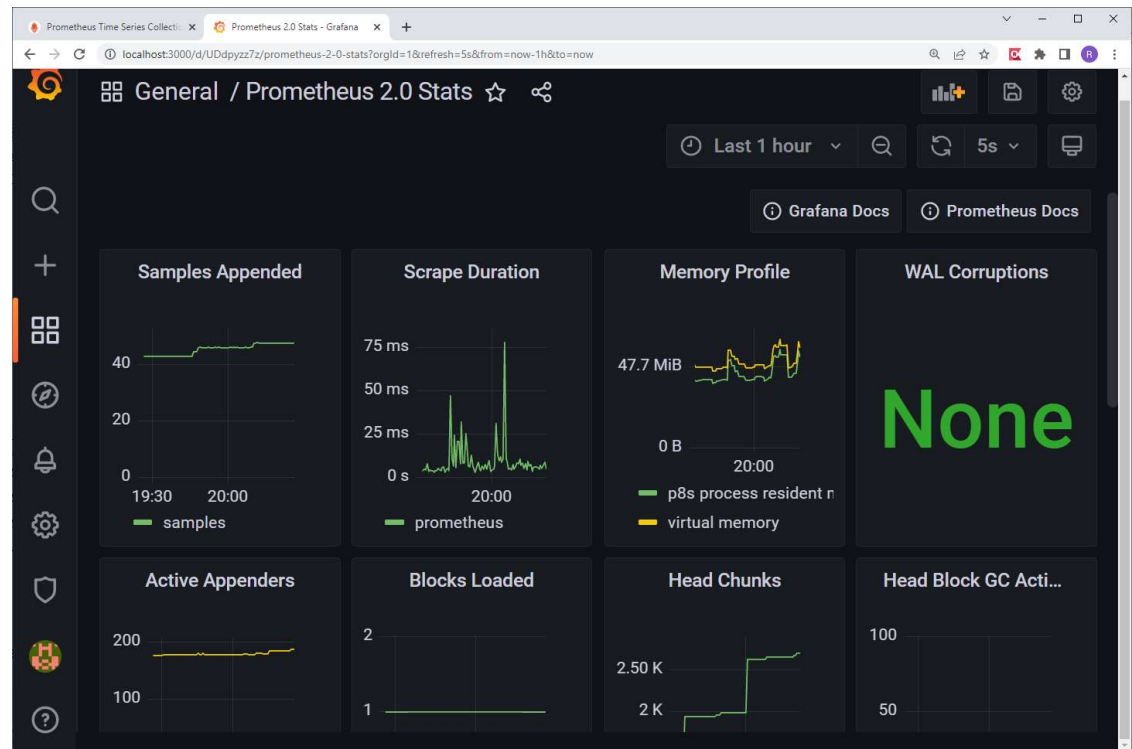 Prometheus Time Series Collectio
Prometheus 2.0 Stats - Grafana
localhost:3000/d/UDdpyzz7z/prometheus-2-0-stats?orgId=1&refresh=5s&from=now-1h&to=now
R
General / Prometheus 2.0 Stats
Last 1 hour
5s
Grafana Docs
Prometheus Docs
Samples Appended
40
20
0
19:30 20:00
samples
Scrape Duration
75 ms
50 ms
25 ms
0 s
20:00
prometheus
Memory Profile
47.7 MiB
0 B
20:00
p8s process resident
virtual memory
WAL Corruptions
None
Active Appenders
200
100
Blocks Loaded
2
1
Head Chunks
2.50 K
2 K
Head Block GC Acti...
100
50